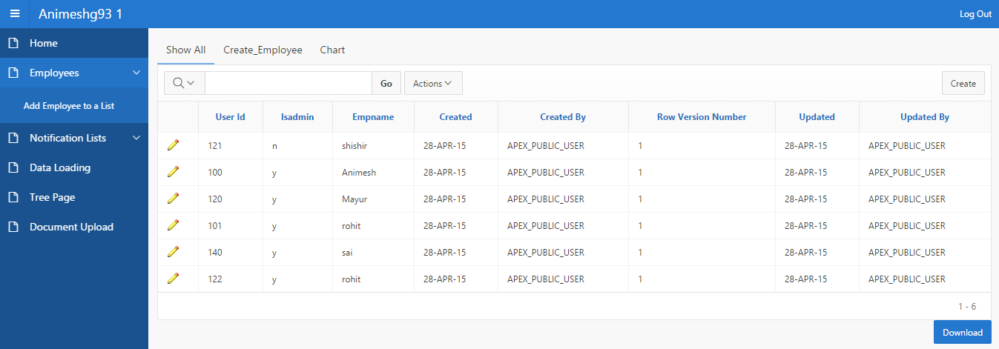 Animeshg93 1
Log Out
Home
Employees
Add Employee to a List
Notification Lists
Data Loading
Tree Page
Document Upload
Show All Create_Employee Chart
Go Actions Create
User Id Isadmin Empname Created Created By Row Version Number Updated Updated By
121 n shishir 28-APR-15 APEX_PUBLIC_USER 1 28-APR-15 APEX_PUBLIC_USER
100 y Animesh 28-APR-15 APEX_PUBLIC_USER 1 28-APR-15 APEX_PUBLIC_USER
120 y Mayur 28-APR-15 APEX_PUBLIC_USER 1 28-APR-15 APEX_PUBLIC_USER
101 y rohit 28-APR-15 APEX_PUBLIC_USER 1 28-APR-15 APEX_PUBLIC_USER
140 y sai 28-APR-15 APEX_PUBLIC_USER 1 28-APR-15 APEX_PUBLIC_USER
122 y rohit 28-APR-15 APEX_PUBLIC_USER 1 28-APR-15 APEX_PUBLIC_USER
1 - 6
Download